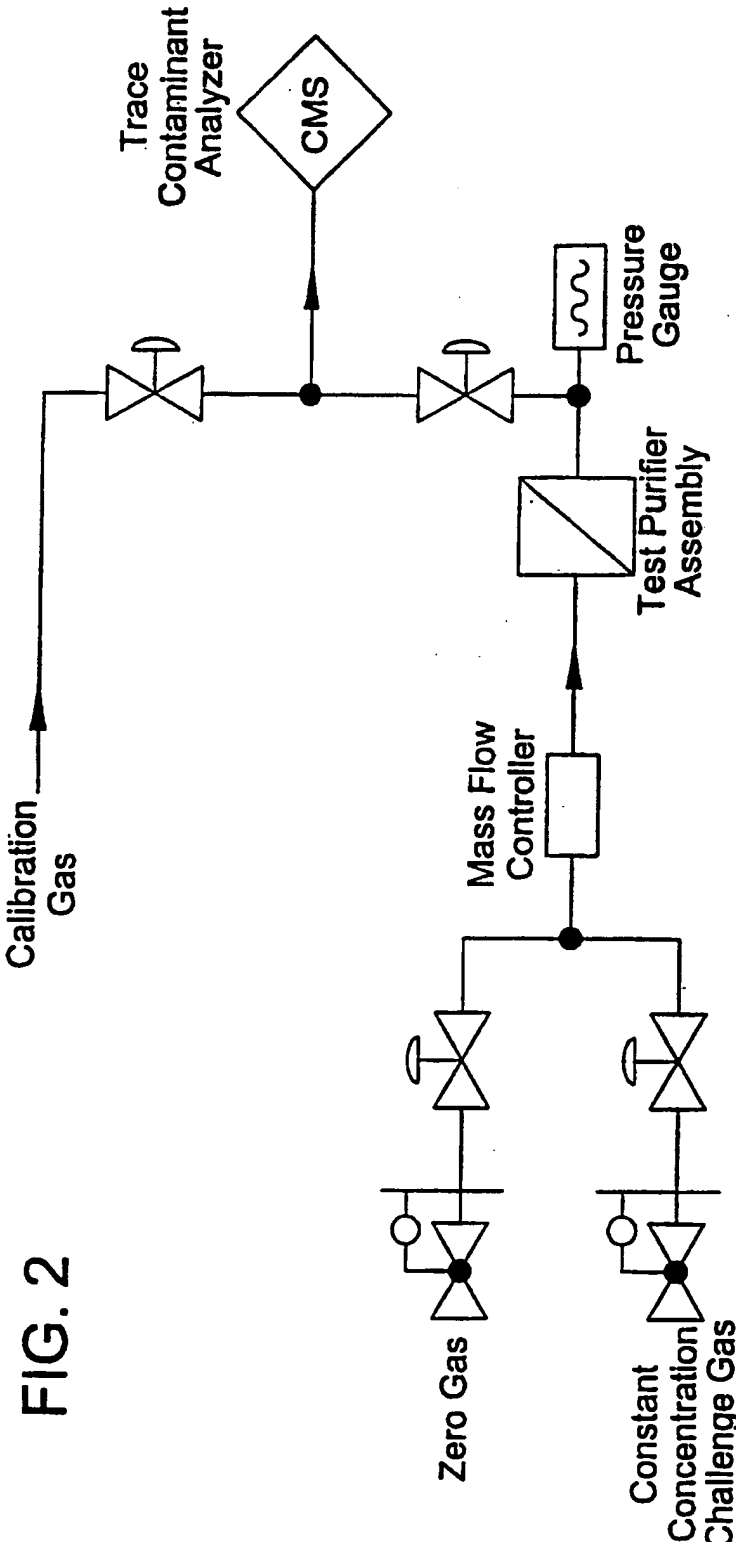 FIG. 2
Calibration
Gas
Trace
Contaminant
Analyzer
CMS
Zero Gas
Constant
Concentration
Challenge Gas
Mass Flow
Controller
Test Purifier
Assembly
Pressure
Gauge